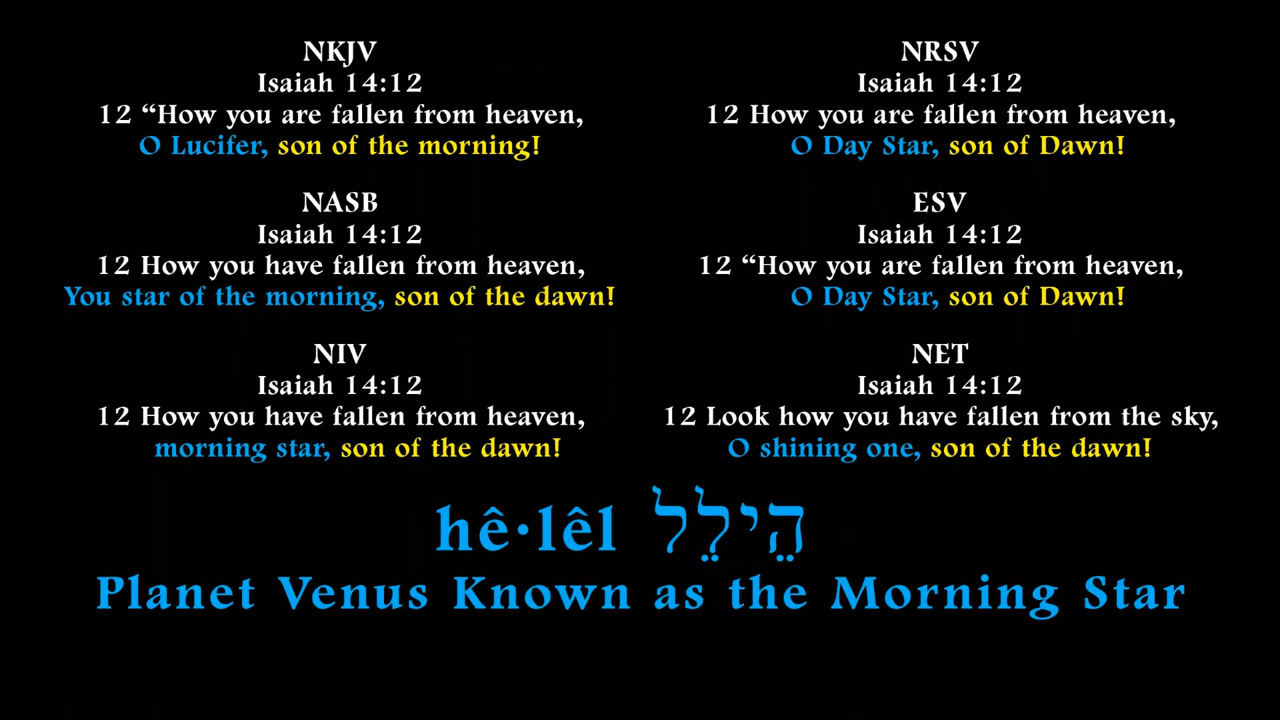 NKJV
Isaiah 14:12
12 “How you are fallen from heaven,
O Lucifer, son of the morning!
NRSV
Isaiah 14:12
12 How you are fallen from heaven,
O Day Star, son of Dawn!
NASB
Isaiah 14:12
12 How you have fallen from heaven,
You star of the morning, son of the dawn!
ESV
Isaiah 14:12
12 “How you are fallen from heaven,
O Day Star, son of Dawn!
NIV
Isaiah 14:12
12 How you have fallen from heaven,
morning star, son of the dawn!
NET
Isaiah 14:12
12 Look how you have fallen from the sky,
O shining one, son of the dawn!
hê·lêl הֵילֵל
Planet Venus Known as the Morning Star